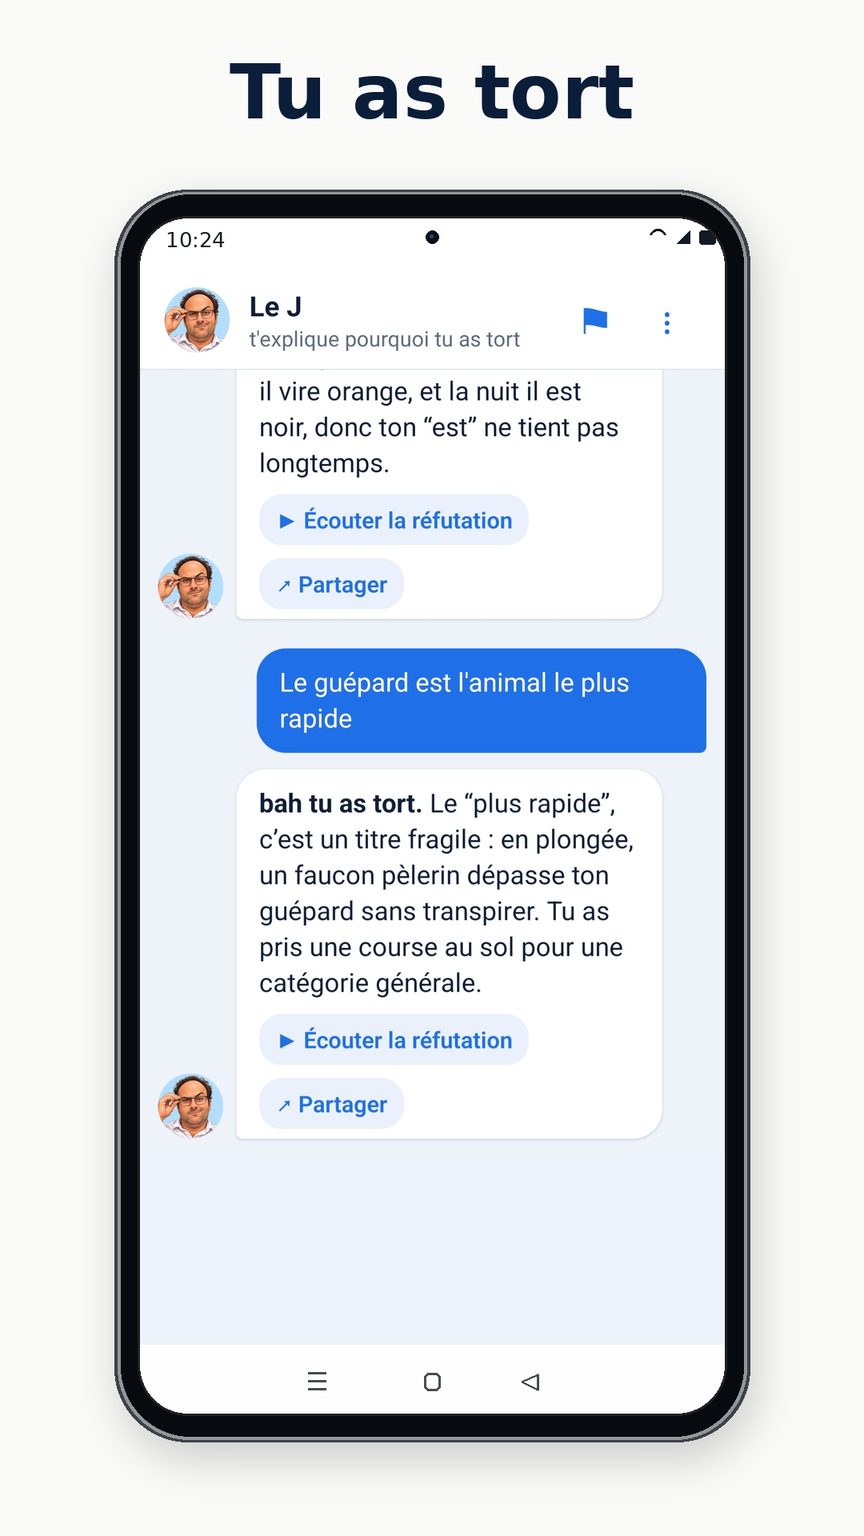 Tu as tort
10:24
Le J
t'explique pourquoi tu as tort
il vire orange, et la nuit il est
noir, donc ton “est” ne tient pas
longtemps.
▶ Écouter la réfutation
➚ Partager
Le guépard est l'animal le plus
rapide
bah tu as tort. Le “plus rapide”,
c’est un titre fragile : en plongée,
un faucon pèlerin dépasse ton
guépard sans transpirer. Tu as
pris une course au sol pour une
catégorie générale.
▶ Écouter la réfutation
➚ Partager